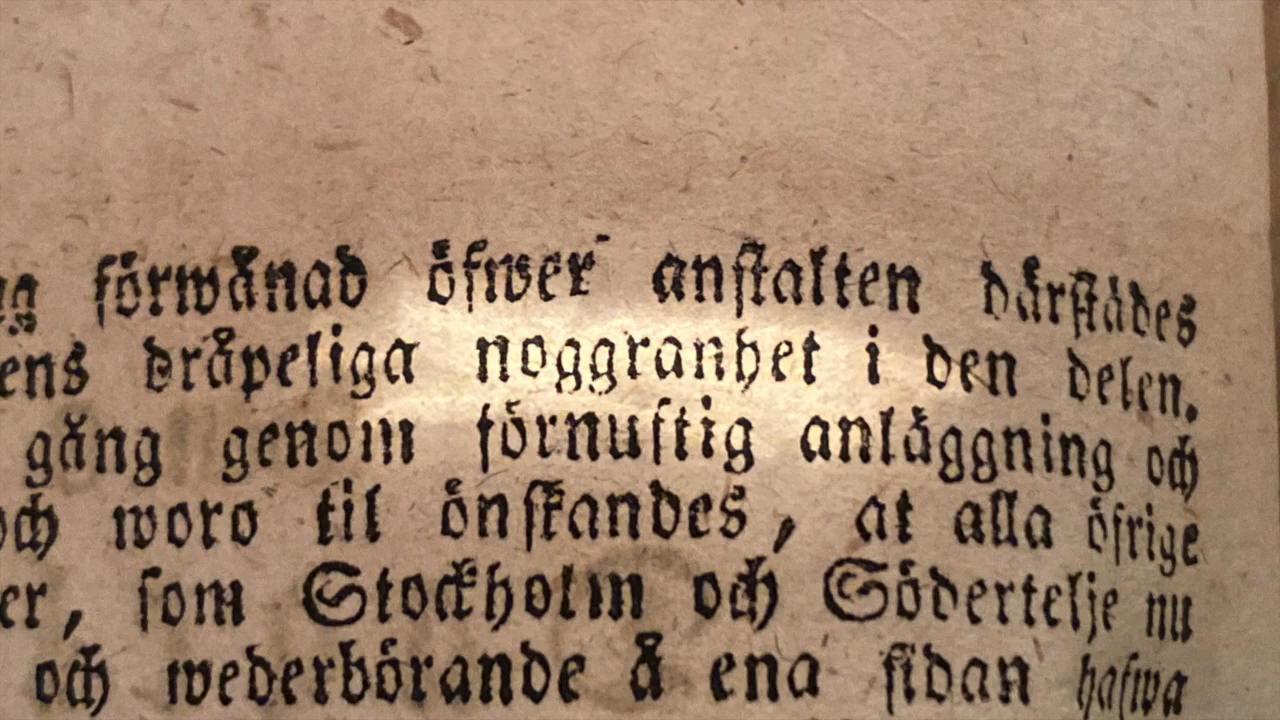 förwånad öfwer anstalten därstädes
ens dråpeliga noggranhet i den delen.
gång genom förnuftig anläggning och
och woro til önskandes, at alla öfrige
er, som Stockholm och Södertelje nu
och wederbörande å ena sidan hafwa